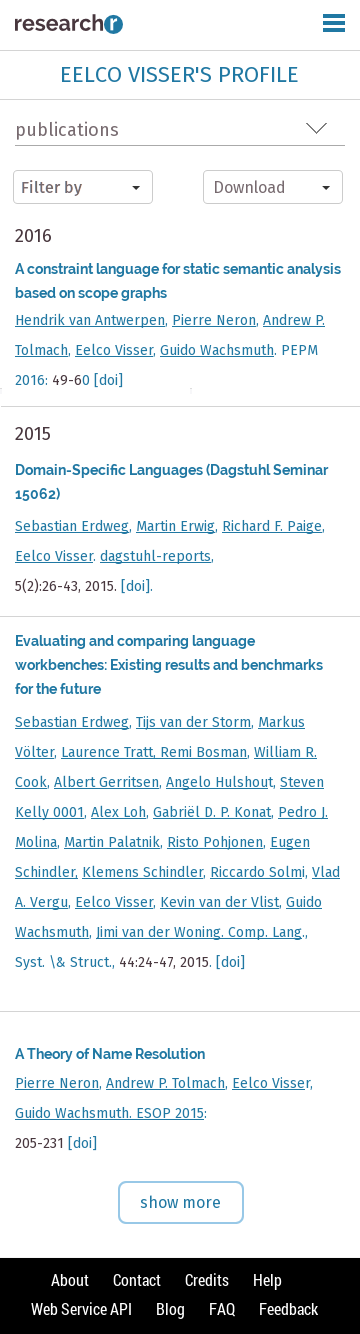 researchr
EELCO VISSER'S PROFILE
publications
Filter by
Download
2016
A constraint language for static semantic analysis
based on scope graphs
Hendrik van Antwerpen, Pierre Neron, Andrew P.
Tolmach, Eelco Visser, Guido Wachsmuth. PEPM
2016: 49-60 [doi]
2015
Domain-Specific Languages (Dagstuhl Seminar
15062)
Sebastian Erdweg, Martin Erwig, Richard F. Paige,
Eelco Visser. dagstuhl-reports,
5(2):26-43, 2015. [doi].
Evaluating and comparing language
workbenches: Existing results and benchmarks
for the future
Sebastian Erdweg, Tijs van der Storm, Markus
Völter, Laurence Tratt, Remi Bosman, William R.
Cook, Albert Gerritsen, Angelo Hulshout, Steven
Kelly 0001, Alex Loh, Gabriël D. P. Konat, Pedro J.
Molina, Martin Palatnik, Risto Pohjonen, Eugen
Schindler, Klemens Schindler, Riccardo Solmi, Vlad
A. Vergu, Eelco Visser, Kevin van der Vlist, Guido
Wachsmuth, Jimi van der Woning. Comp. Lang.,
Syst. \& Struct., 44:24-47, 2015. [doi]
A Theory of Name Resolution
Pierre Neron, Andrew P. Tolmach, Eelco Visser,
Guido Wachsmuth. ESOP 2015:
205-231 [doi]
show more
About Contact Credits Help
Web Service API Blog FAQ Feedback